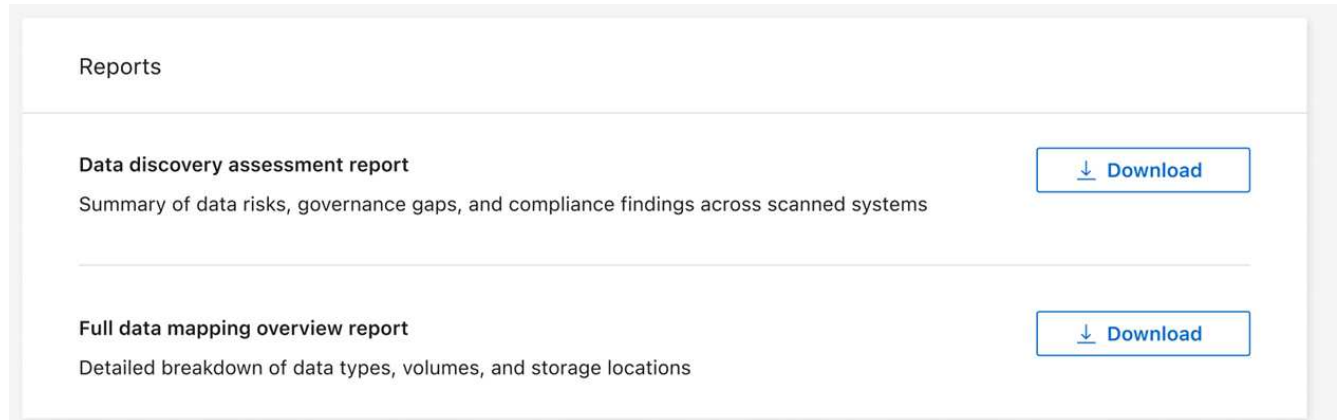 Reports
Data discovery assessment report
Download
Summary of data risks, governance gaps, and compliance findings across scanned systems
Full data mapping overview report
Download
Detailed breakdown of data types, volumes, and storage locations